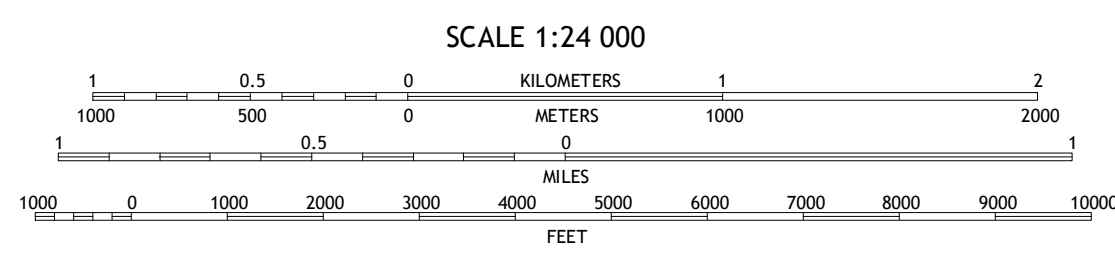 SCALE 1:24 000
1 0.5 0 KILOMETERS 1 2
1000 500 0 METERS 1000 2000
1 0.5 0 1
MILES
1000 0 1000 2000 3000 4000 5000 6000 7000 8000 9000 10000
FEET